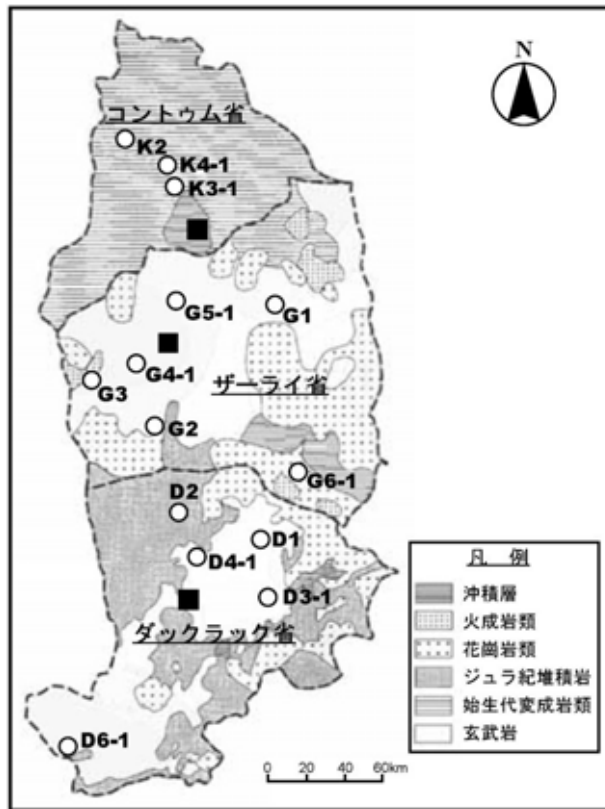 N
コントゥム省
K2
K4-1
K3-1
G5-1
G1
G4-1
G3
ザーライ省
G2
G6-1
D2
D1
D4-1
D3-1
ダックラック省
D6-1
凡 例
沖積層
火成岩類
花崗岩類
ジュラ紀堆積岩
始生代変成岩類
玄武岩
0 20 60km